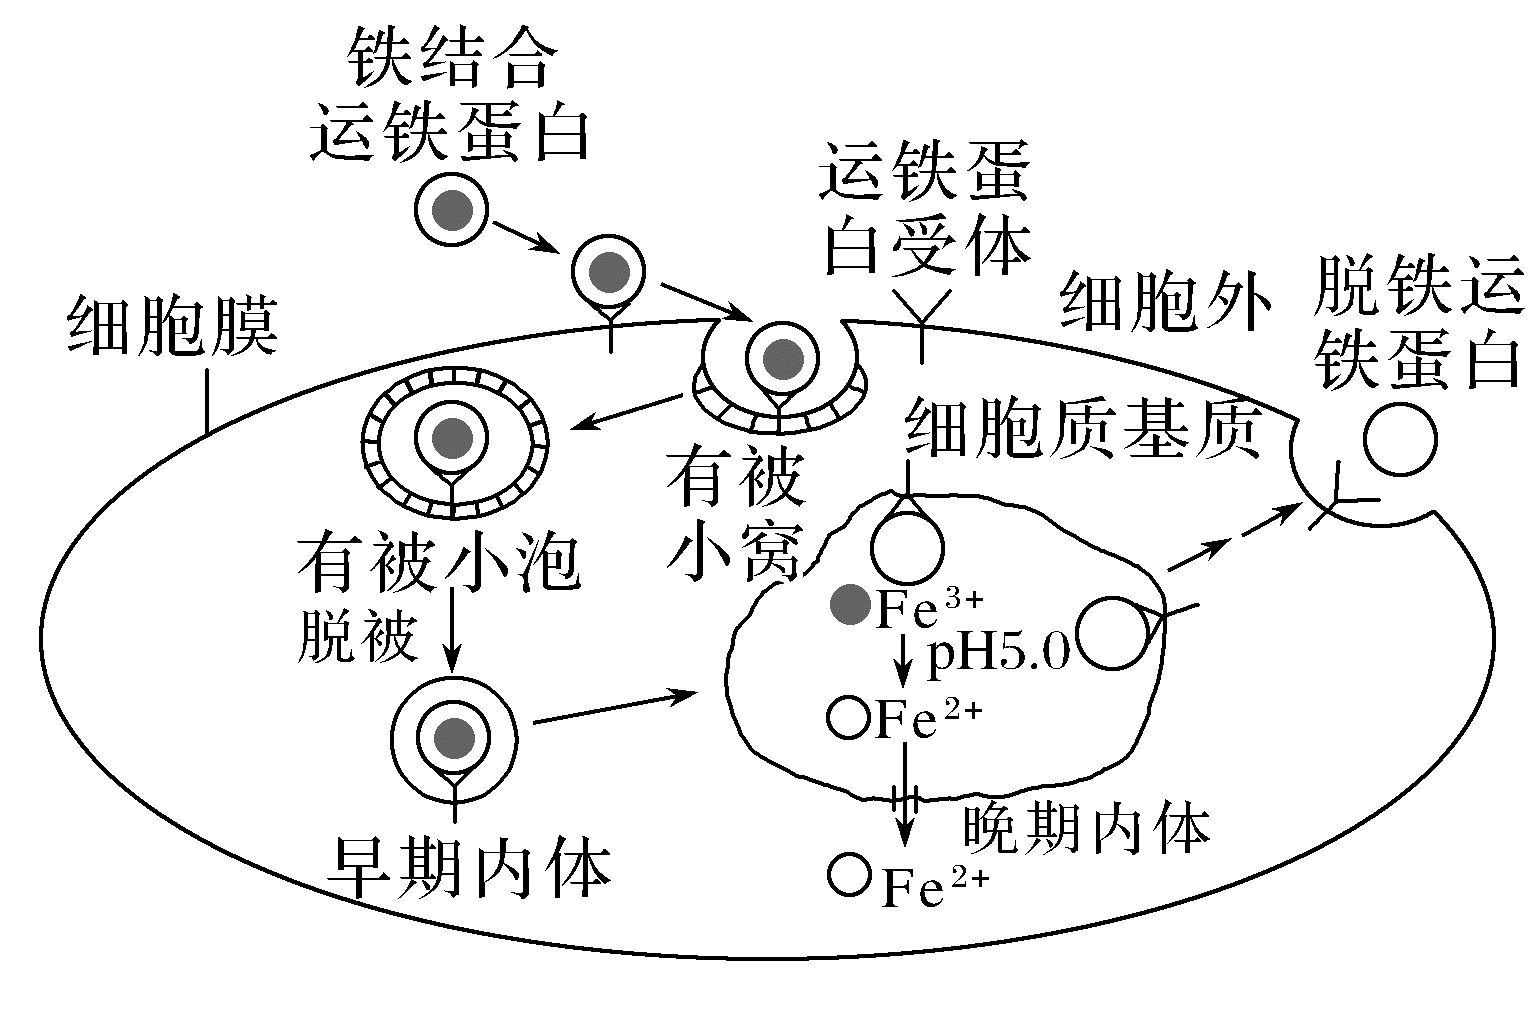 铁结合
运铁蛋白
运铁蛋
白受体
细胞膜
细胞外
脱铁运
铁蛋白
细胞质基质
有被
小窝
有被小泡
脱被
Fe³⁺
pH5.0
Fe²⁺
早期内体
晚期内体
Fe²⁺